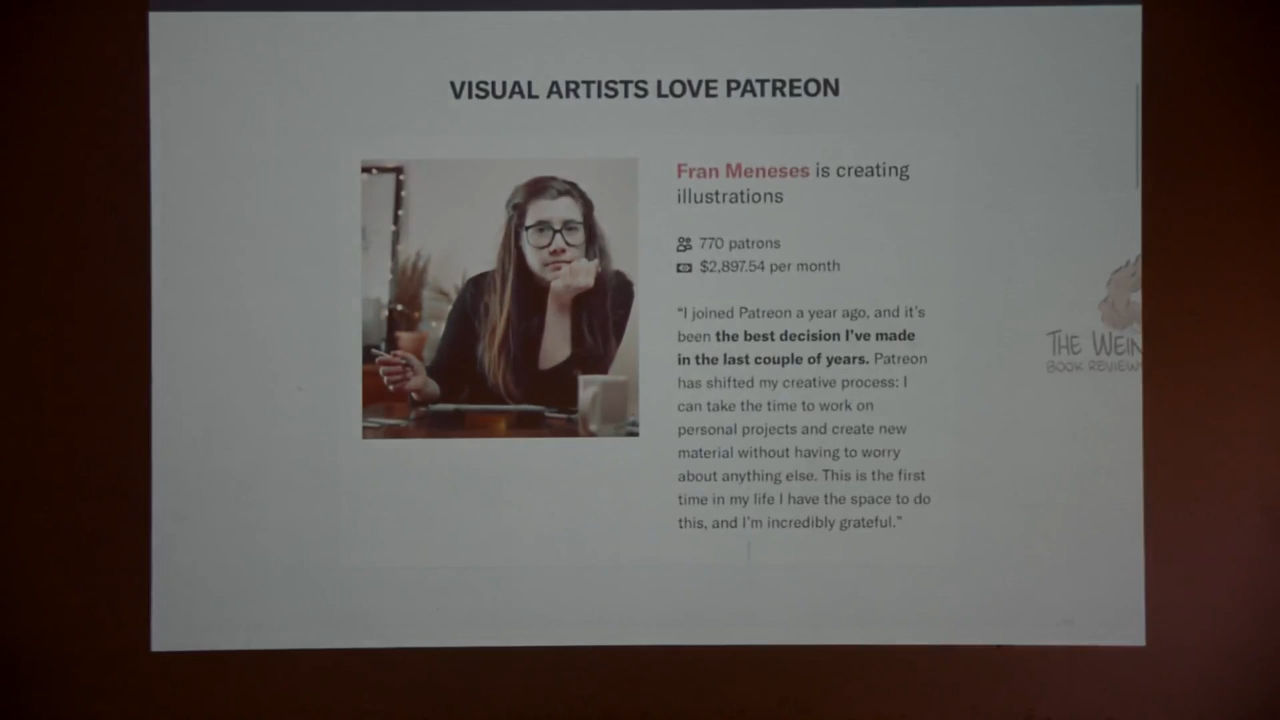 VISUAL ARTISTS LOVE PATREON
Fran Meneses is creating
illustrations
770 patrons
$2,897.54 per month
"I joined Patreon a year ago, and it's
been the best decision I've made
in the last couple of years. Patreon
has shifted my creative process: I
can take the time to work on
personal projects and create new
material without having to worry
about anything else. This is the first
time in my life I have the space to do
this, and I'm incredibly grateful."
THE
BOOK